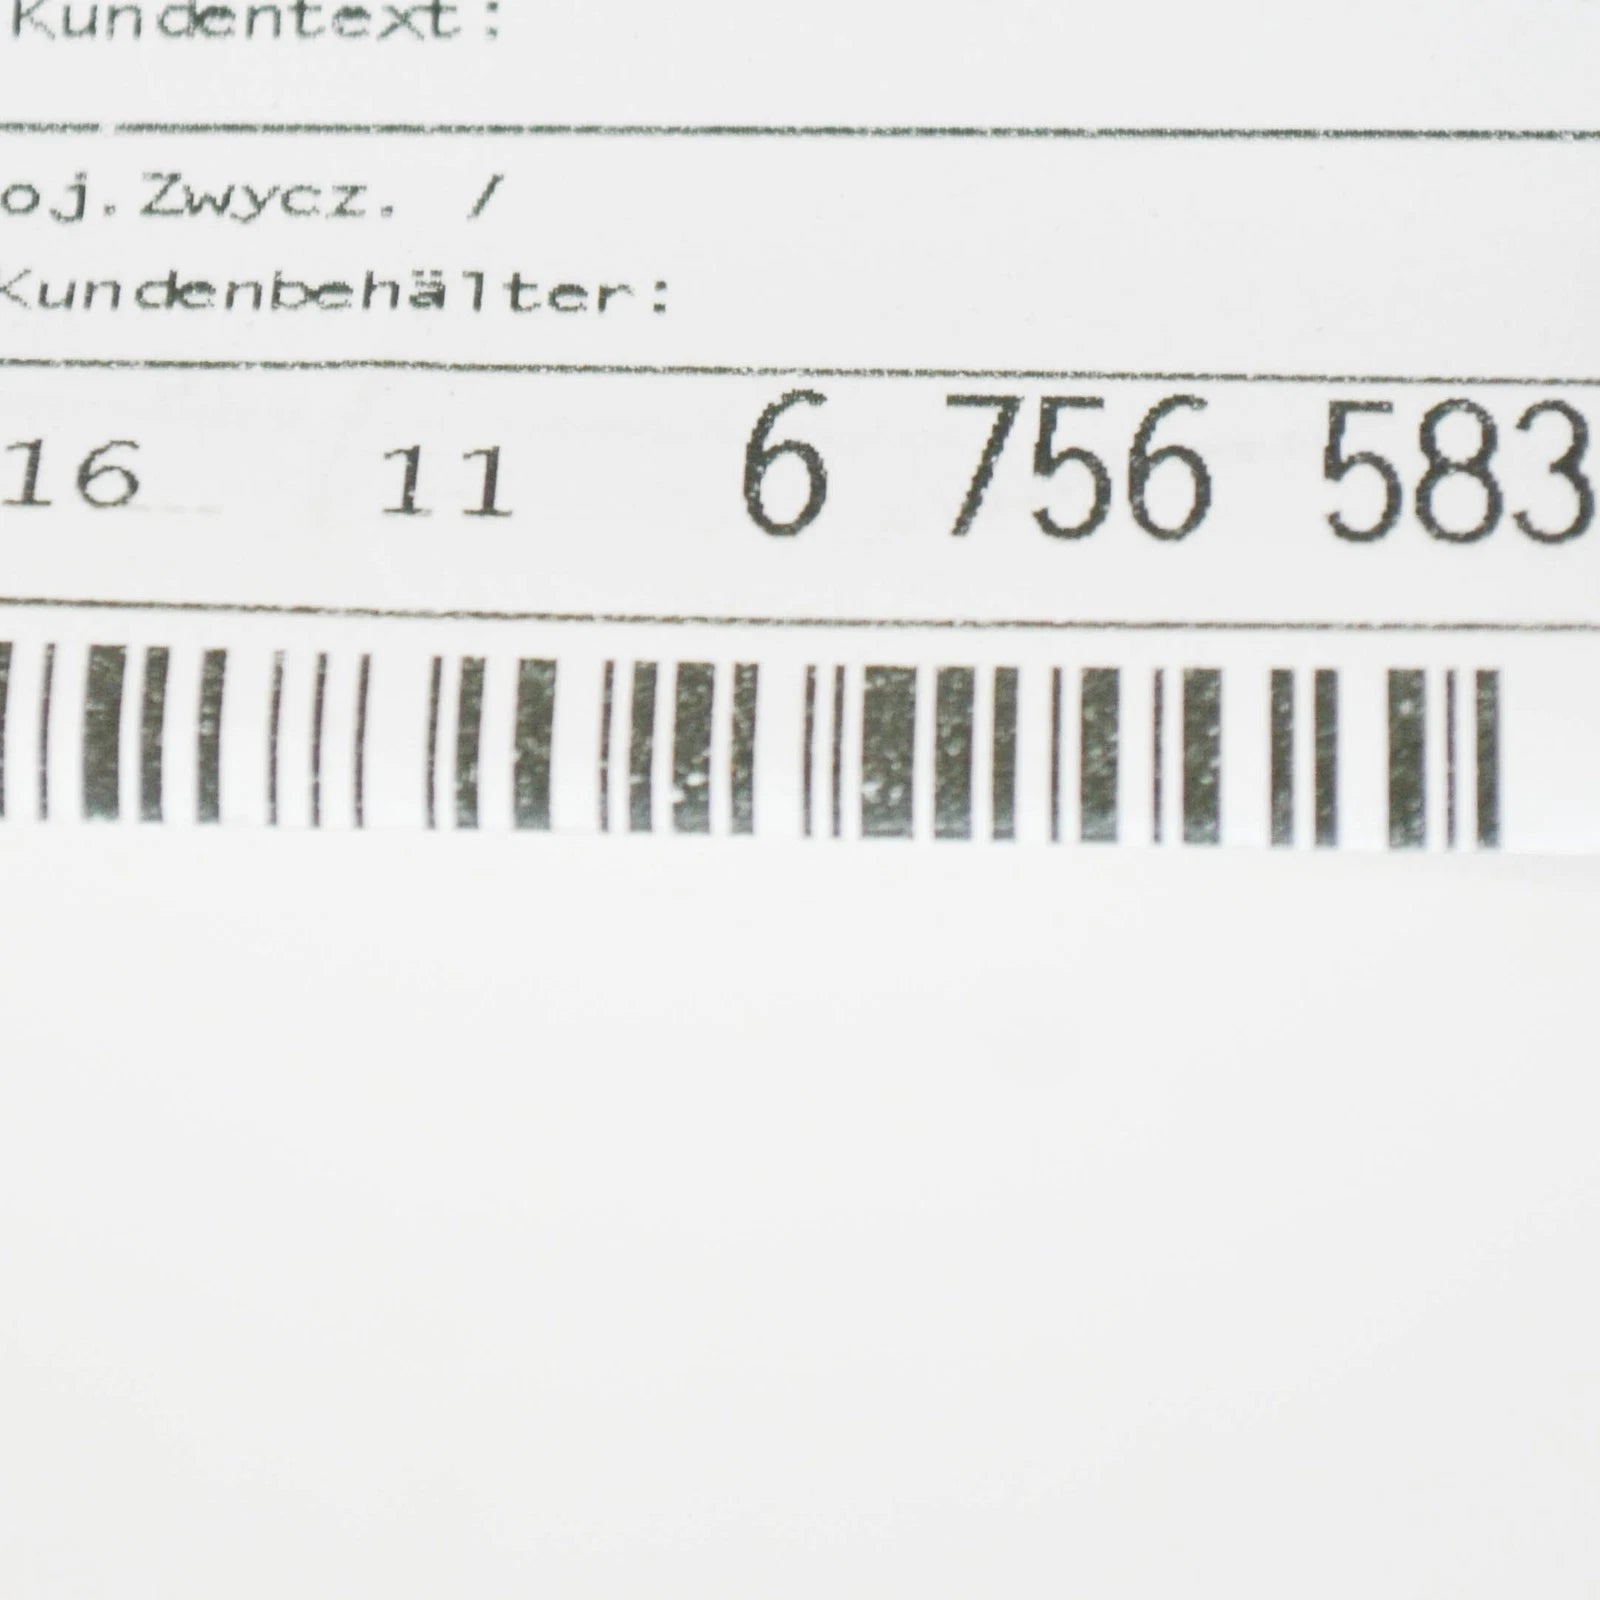 Kundentext:
oj.Zwycz. /
Kundenbehälter:
16 11 6 756 583